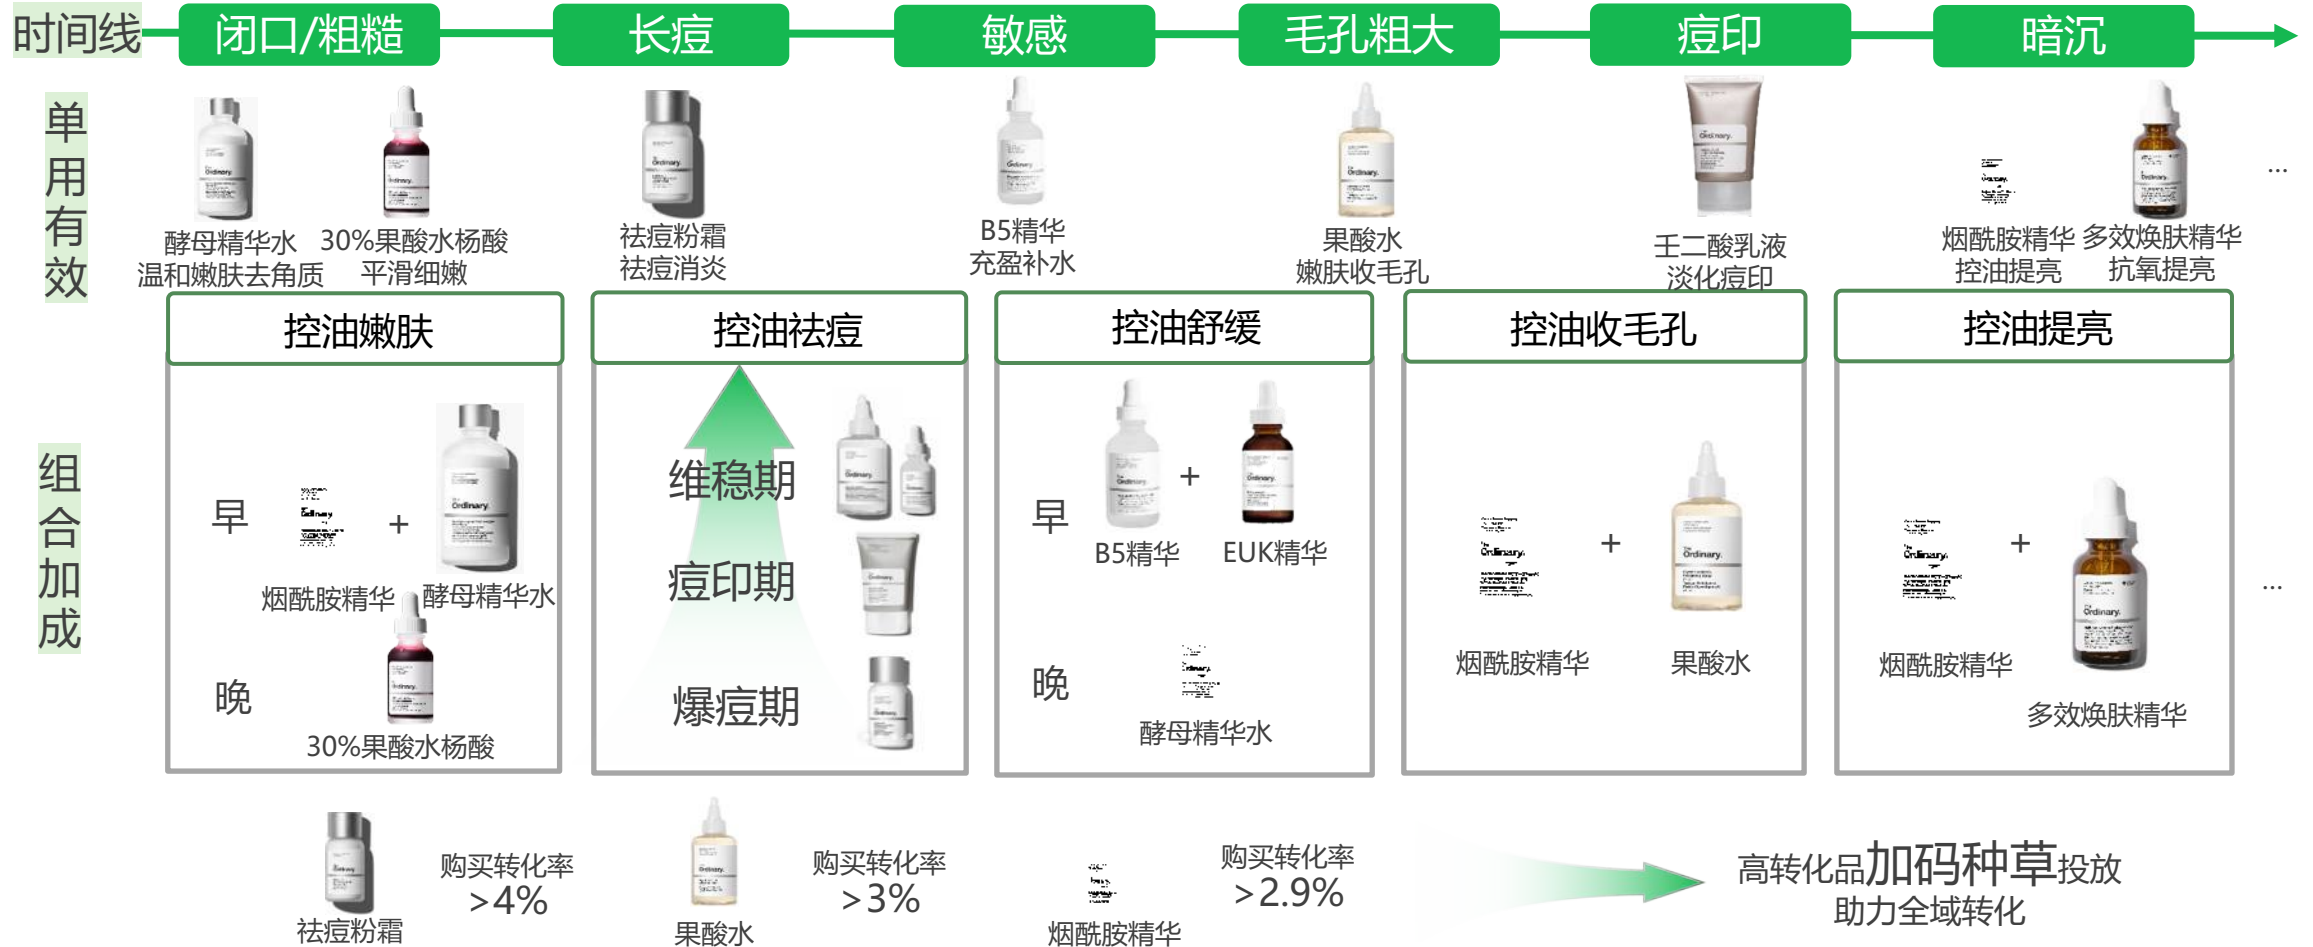 时间线
闭口/粗糙
长痘
敏感
毛孔粗大
痘印
暗沉
单用有效
酵母精华水
温和嫩肤去角质
30%果酸水杨酸
平滑细嫩
祛痘粉霜
祛痘消炎
B5精华
充盈补水
果酸水
嫩肤收毛孔
壬二酸乳液
淡化痘印
烟酰胺精华
控油提亮
多效焕肤精华
抗氧提亮
...
组合加成
控油嫩肤
早
+
烟酰胺精华
酵母精华水
晚
30%果酸水杨酸
控油祛痘
维稳期
痘印期
爆痘期
控油舒缓
早
+
B5精华
EUK精华
晚
酵母精华水
控油收毛孔
+
烟酰胺精华
果酸水
控油提亮
+
烟酰胺精华
多效焕肤精华
...
祛痘粉霜
购买转化率
>4%
果酸水
购买转化率
>3%
烟酰胺精华
购买转化率
>2.9%
高转化品加码种草投放
助力全域转化
Ordinary.
Ordinary.
Ordinary.
Ordinary.
Ordinary.